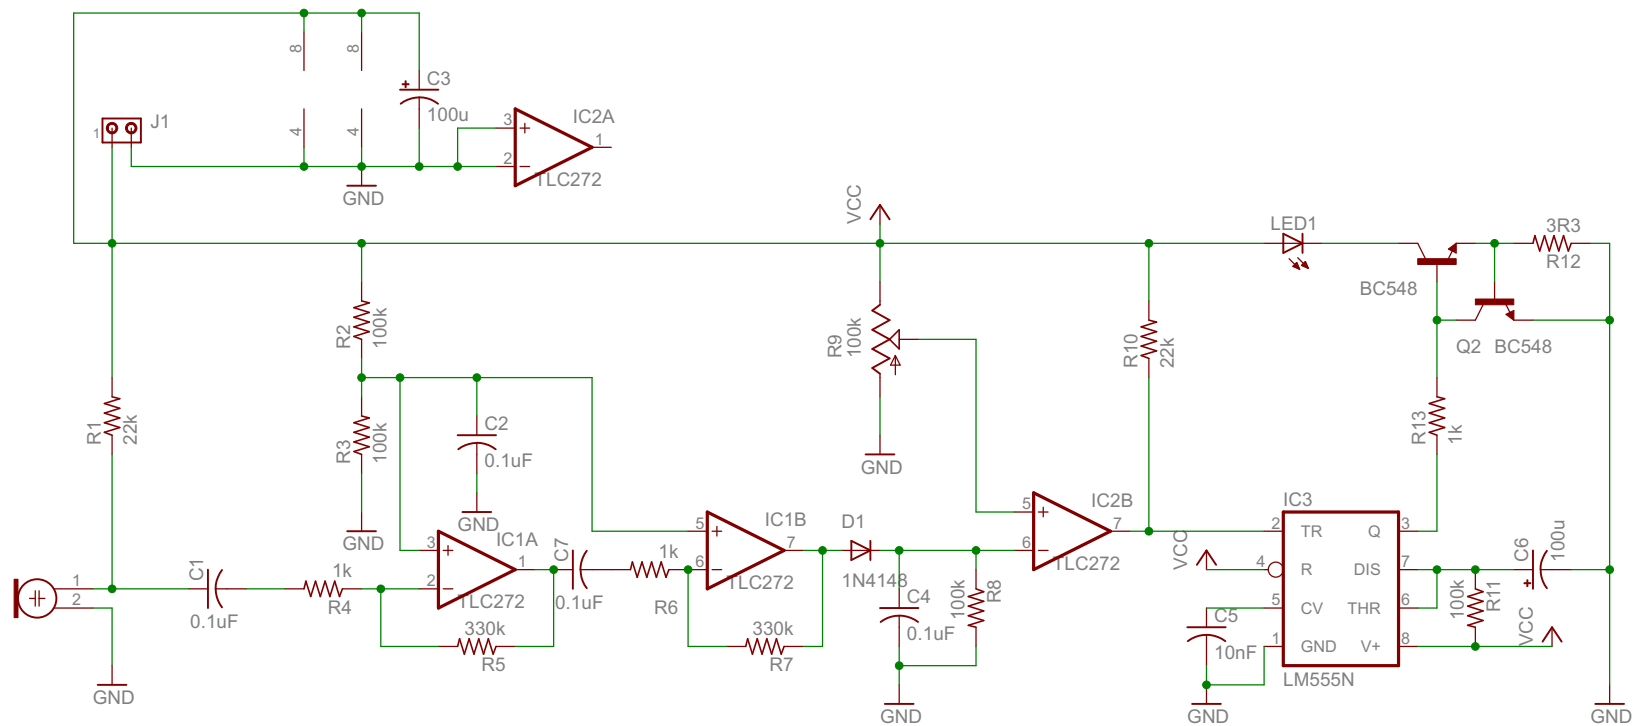 8
8
C3
100u
J1
1
4
4
3
2
1
IC2A
TLC272
GND
VCC
LED1
3R3
R12
BC548
Q2
BC548
R2
100k
R9
100k
R10
22k
R1
22k
R3
100k
C2
0.1uF
GND
GND
GND
R13
1k
IC1A
3
2
1
TLC272
C7
0.1uF
1k
R6
IC1B
5
6
7
TLC272
D1
1N4148
IC2B
5
6
7
TLC272
IC3
2
TR
Q
3
VCC
4
R
DIS
7
5
CV
THR
6
1
GND
V+
8
LM555N
C6
100u
R11
100k
VCC
1
2
C1
0.1uF
1k
R4
330k
R5
330k
R7
C4
0.1uF
100k
R8
C5
10nF
GND
GND
GND
GND